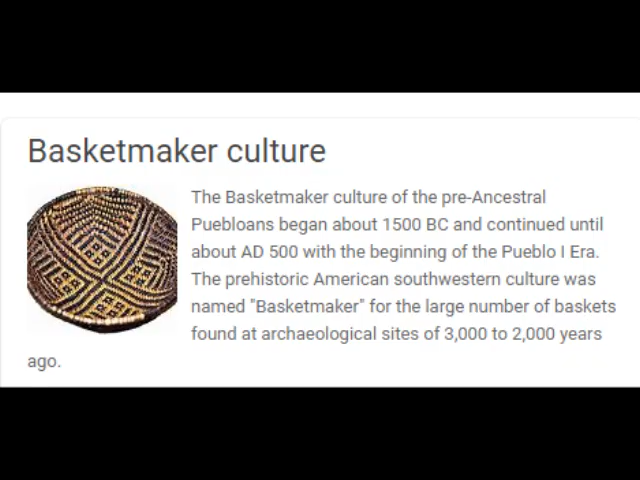 Basketmaker culture
The Basketmaker culture of the pre-Ancestral
Puebloans began about 1500 BC and continued until
about AD 500 with the beginning of the Pueblo I Era.
The prehistoric American southwestern culture was
named "Basketmaker" for the large number of baskets
found at archaeological sites of 3,000 to 2,000 years
ago.